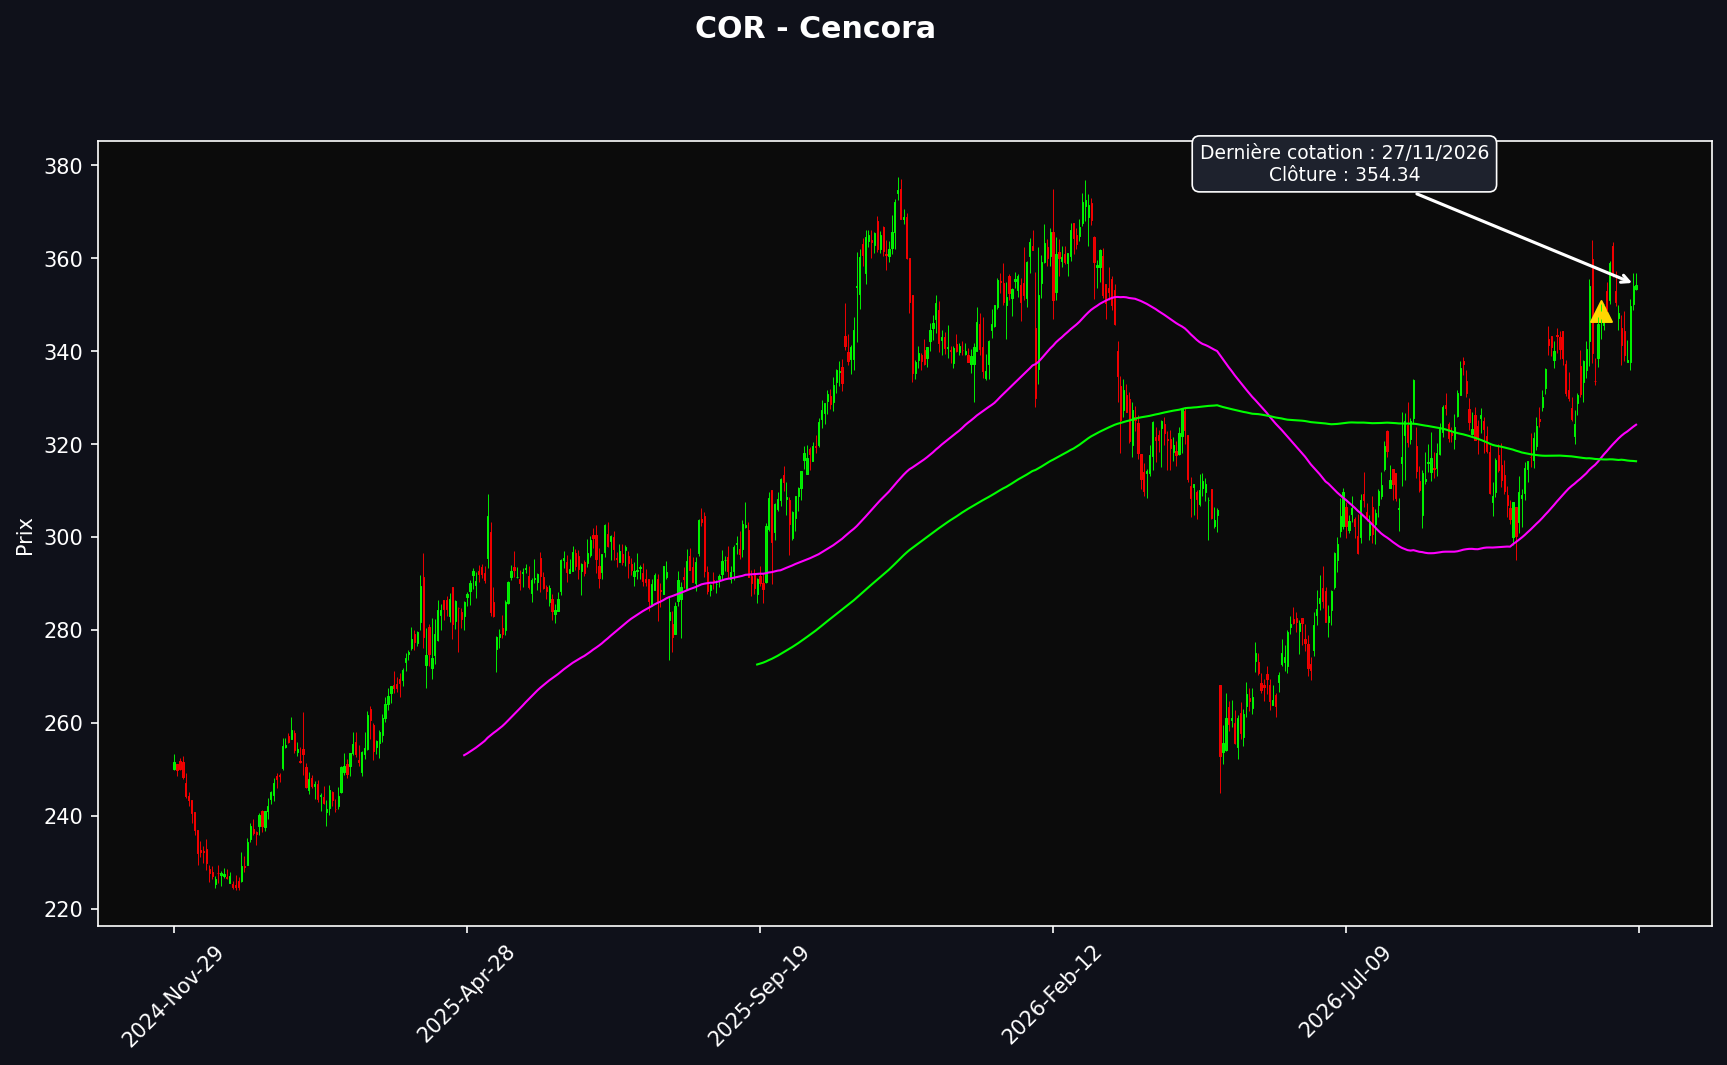 COR - Cencora
Dernière cotation : 27/11/2026
Clôture : 354.34
Prix
380
360
340
320
300
280
260
240
220
2024-Nov-29
2025-Apr-28
2025-Sep-19
2026-Feb-12
2026-Jul-09